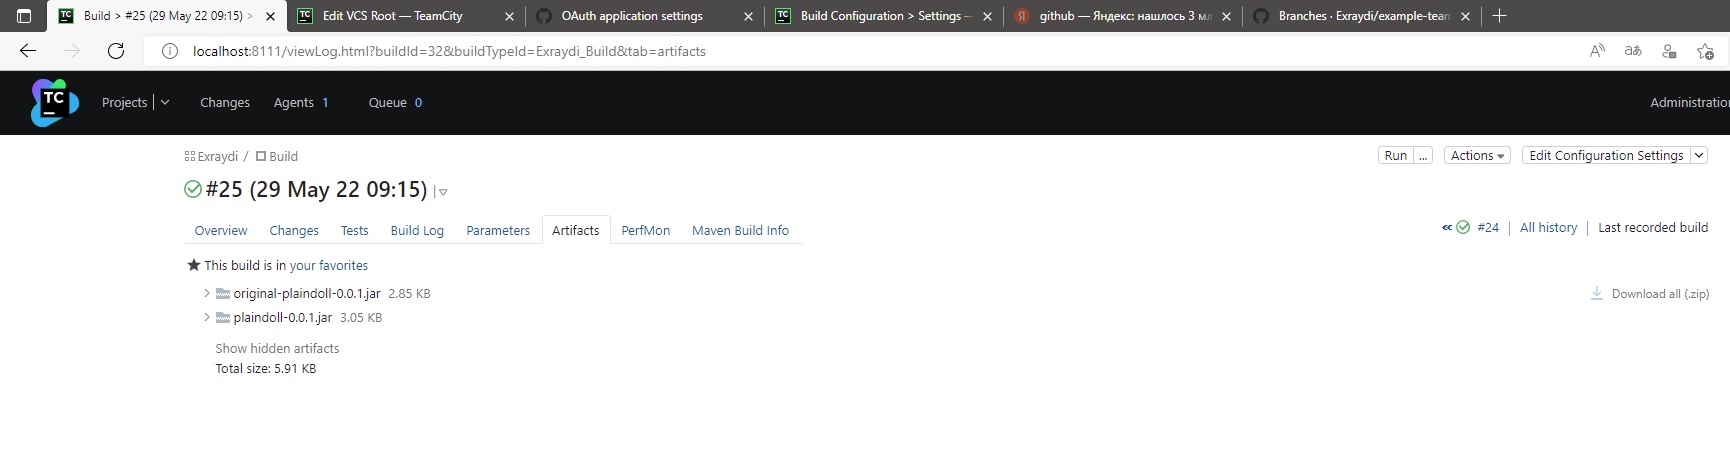 Build > #25 (29 May 22 09:15) >
Edit VCS Root — TeamCity
OAuth application settings
Build Configuration > Settings —
github — Яндекс: нашлось 3 мл
Branches · Exraydi/example-team
localhost:8111/viewLog.html?buildId=32&buildTypeId=Exraydi_Build&tab=artifacts
TC
Projects
Changes
Agents 1
Queue 0
Administratio
Exraydi / Build
Run ...
Actions
Edit Configuration Settings
#25 (29 May 22 09:15)
Overview
Changes
Tests
Build Log
Parameters
Artifacts
PerfMon
Maven Build Info
#24
All history
Last recorded build
This build is in your favorites
original-plaindoll-0.0.1.jar 2.85 KB
Download all (.zip)
plaindoll-0.0.1.jar 3.05 KB
Show hidden artifacts
Total size: 5.91 KB